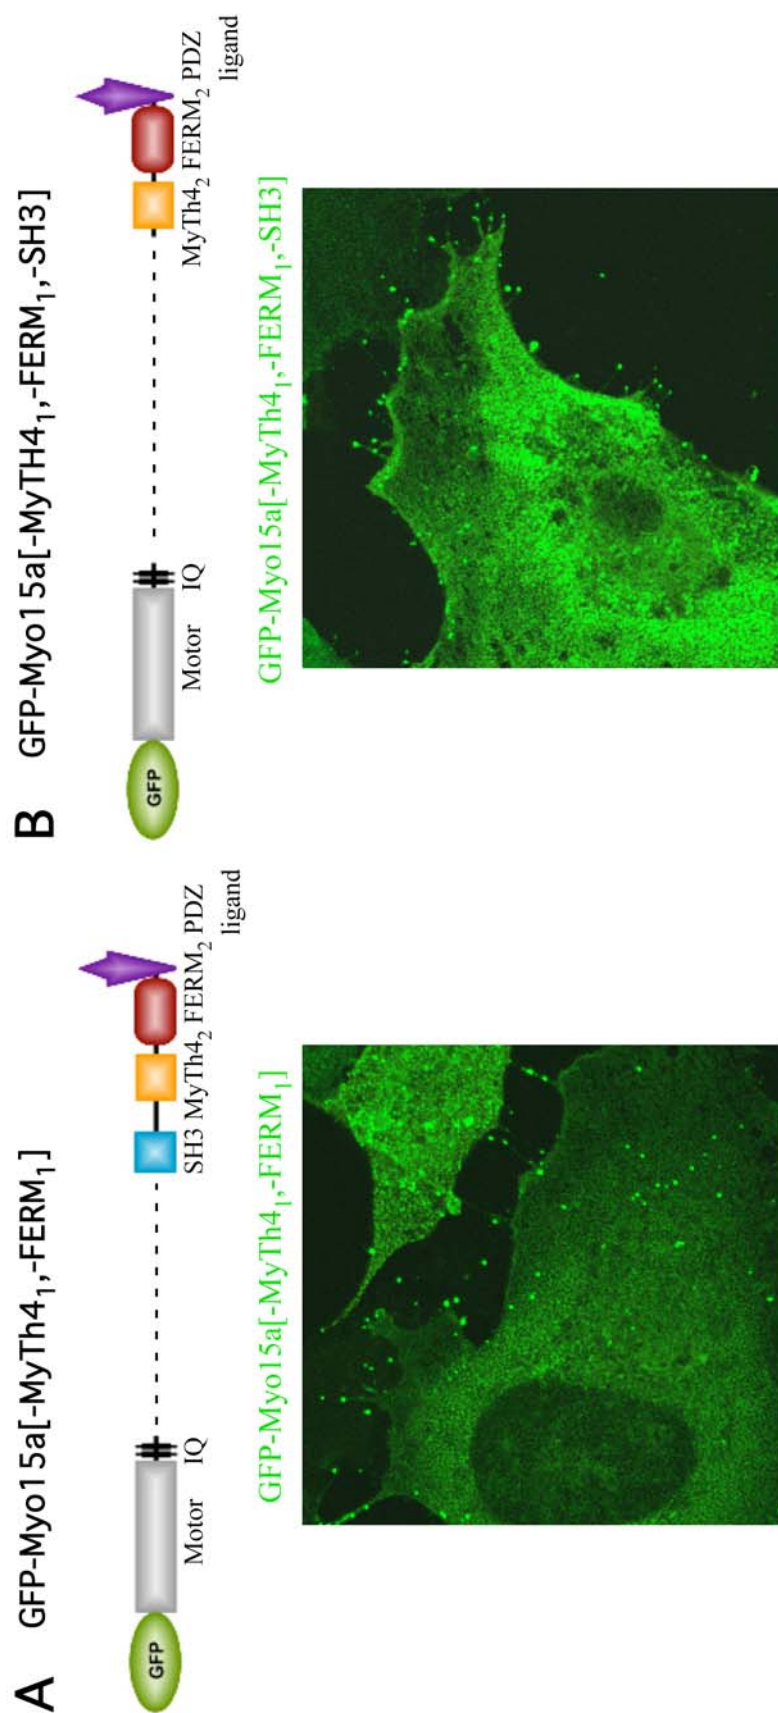 A GFP-Myo15a[-MyTh4₁,-FERM₁]
GFP
Motor IQ SH3 MyTh4₂ FERM₂ PDZ
ligand
GFP-Myo15a[-MyTh4₁,-FERM₁]
B GFP-Myo15a[-MyTH4₁,-FERM₁,-SH3]
GFP
Motor IQ MyTh4₂ FERM₂ PDZ
ligand
GFP-Myo15a[-MyTh4₁,-FERM₁,-SH3]